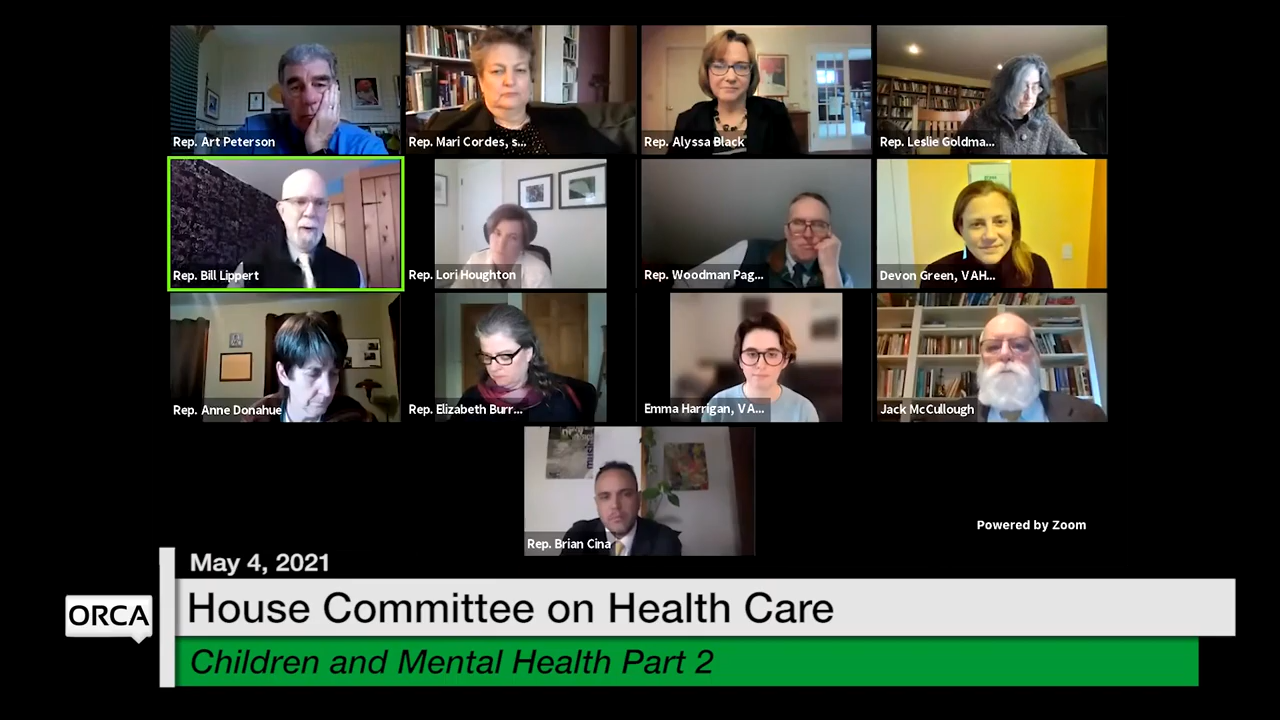 Rep. Art Peterson
Rep. Mari Cordes, s...
Rep. Alyssa Black
Rep. Leslie Goldma...
Rep. Bill Lippert
Rep. Lori Houghton
Rep. Woodman Pag...
Devon Green, VAH...
Rep. Anne Donahue
Rep. Elizabeth Burr...
Emma Harrigan, VA...
Jack McCullough
Rep. Brian Cina
Powered by Zoom
May 4, 2021
ORCA
House Committee on Health Care
Children and Mental Health Part 2